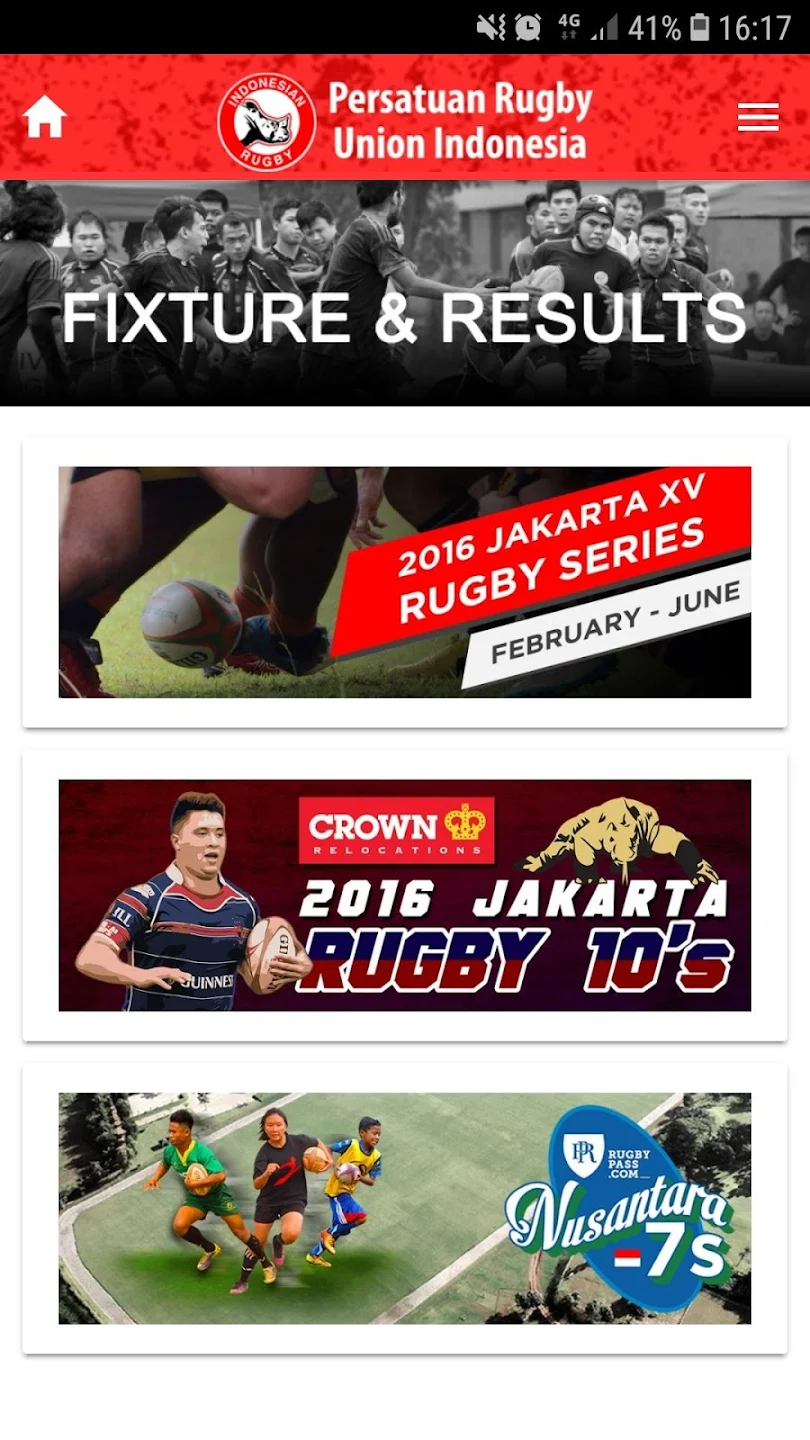 4G 41% 16:17
INDONESIAN
RUGBY
Persatuan Rugby
Union Indonesia
FIXTURE & RESULTS
2016 JAKARTA XV
RUGBY SERIES
FEBRUARY - JUNE
CROWN
RELOCATIONS
2016 JAKARTA
RUGBY 10's
GUINNESS
RUGBY
PASS
.COM
Nusantara
-7s